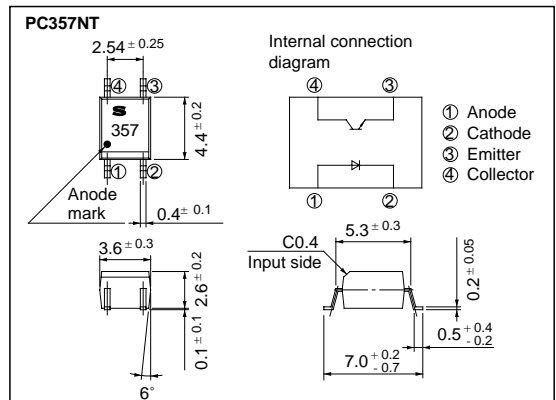 PC357NT
2.54 ± 0.25
Internal connection
diagram
④ ③
④ ③
S
357
4.4 ± 0.2
① Anode
② Cathode
③ Emitter
④ Collector
① ②
① ②
Anode
mark
0.4 ± 0.1
3.6 ± 0.3
2.6 ± 0.2
0.1 ± 0.1
6°
C0.4
Input side
5.3 ± 0.3
0.2 ± 0.05
0.5 + 0.4 - 0.2
7.0 + 0.2 - 0.7